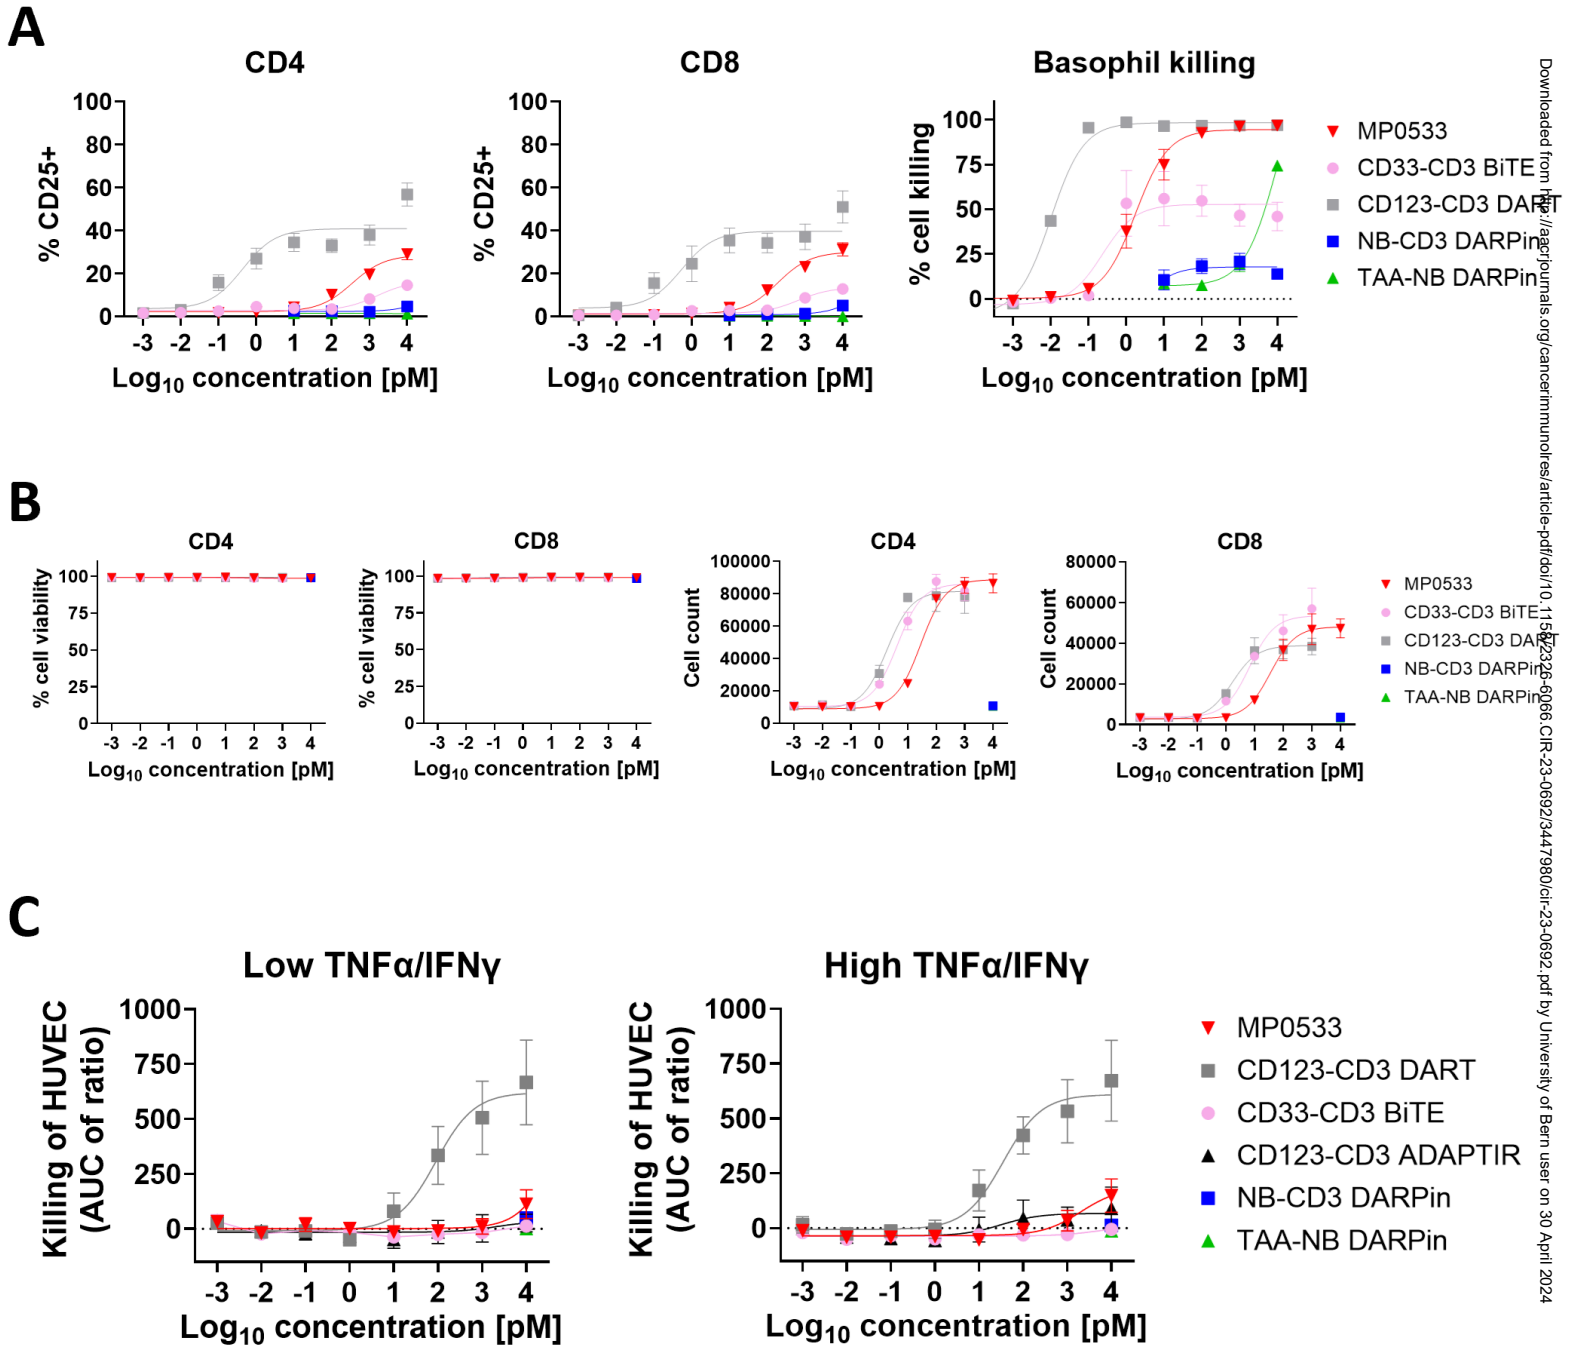 A
CD4
100
80
60
40
20
0
% CD25+
-3 -2 -1 0 1 2 3 4
Log10 concentration [pM]
CD8
100
80
60
40
20
0
% CD25+
-3 -2 -1 0 1 2 3 4
Log10 concentration [pM]
Basophil killing
100
75
50
25
0
% cell killing
-3 -2 -1 0 1 2 3 4
Log10 concentration [pM]
MP0533
CD33-CD3 BiTE
CD123-CD3 DART
NB-CD3 DARPin
TAA-NB DARPin
B
CD4
100
75
50
25
0
% cell viability
-3 -2 -1 0 1 2 3 4
Log10 concentration [pM]
CD8
100
75
50
25
0
% cell viability
-3 -2 -1 0 1 2 3 4
Log10 concentration [pM]
CD4
100000
80000
60000
40000
20000
0
Cell count
-3 -2 -1 0 1 2 3 4
Log10 concentration [pM]
CD8
80000
60000
40000
20000
0
Cell count
-3 -2 -1 0 1 2 3 4
Log10 concentration [pM]
MP0533
CD33-CD3 BiTE
CD123-CD3 DART
NB-CD3 DARPin
TAA-NB DARPin
C
Low TNFα/IFNγ
1000
750
500
250
0
Killing of HUVEC
(AUC of ratio)
-3 -2 -1 0 1 2 3 4
Log10 concentration [pM]
High TNFα/IFNγ
1000
750
500
250
0
Killing of HUVEC
(AUC of ratio)
-3 -2 -1 0 1 2 3 4
Log10 concentration [pM]
MP0533
CD123-CD3 DART
CD33-CD3 BiTE
CD123-CD3 ADAPTIR
NB-CD3 DARPin
TAA-NB DARPin
Downloaded from http://aacrjournals.org/cancerimmunolres/article-pdf/doi/10.1158/2326-6066.CIR-23-0692/3447980/cir-23-0692.pdf by University of Bern user on 30 April 2024